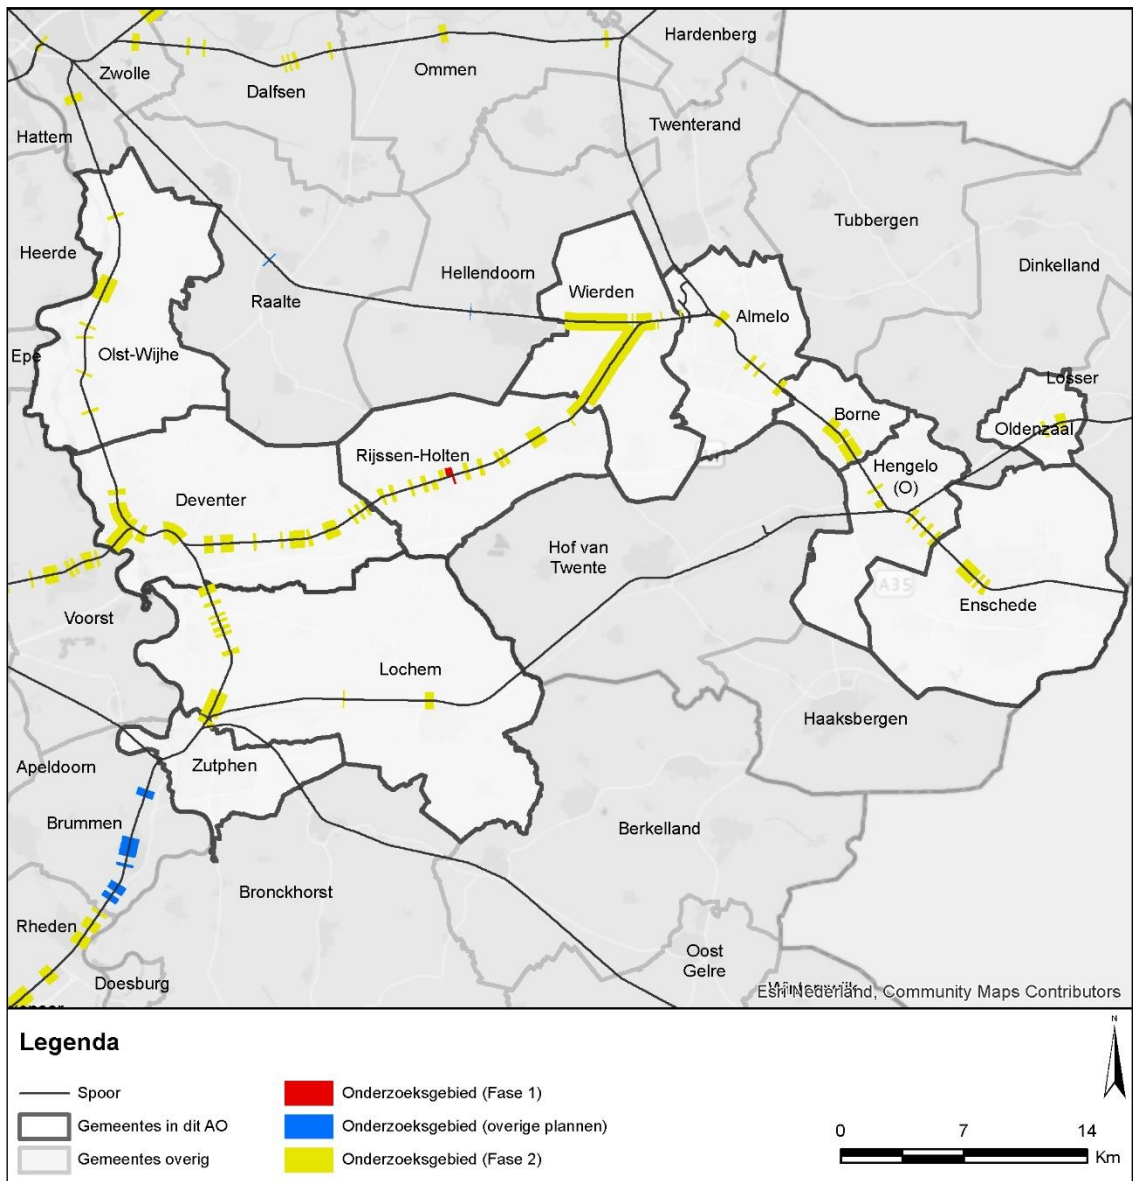 Hardenberg
Zwolle
Ommen
Dalfsen
Hattem
Twenterand
Tubbergen
Heerde
Dinkelland
Hellendoorn
Raalte
Wierden
Almelo
Epe
Olst-Wijhe
Losser
Borne
Oldenzaal
Rijssen-Holten
Hengelo
(O)
Deventer
Hof van
Twente
A35
Enschede
Voorst
Lochem
Haaksbergen
Zutphen
Apeldoorn
Brummen
Berkelland
Bronckhorst
Rheden
Oost
Gelre
Doesburg
Esri Nederland, Community Maps Contributors
Legenda
N
Spoor
Gemeentes in dit AO
Gemeentes overig
Onderzoeksgebied (Fase 1)
Onderzoeksgebied (overige plannen)
Onderzoeksgebied (Fase 2)
0 7 14
Km